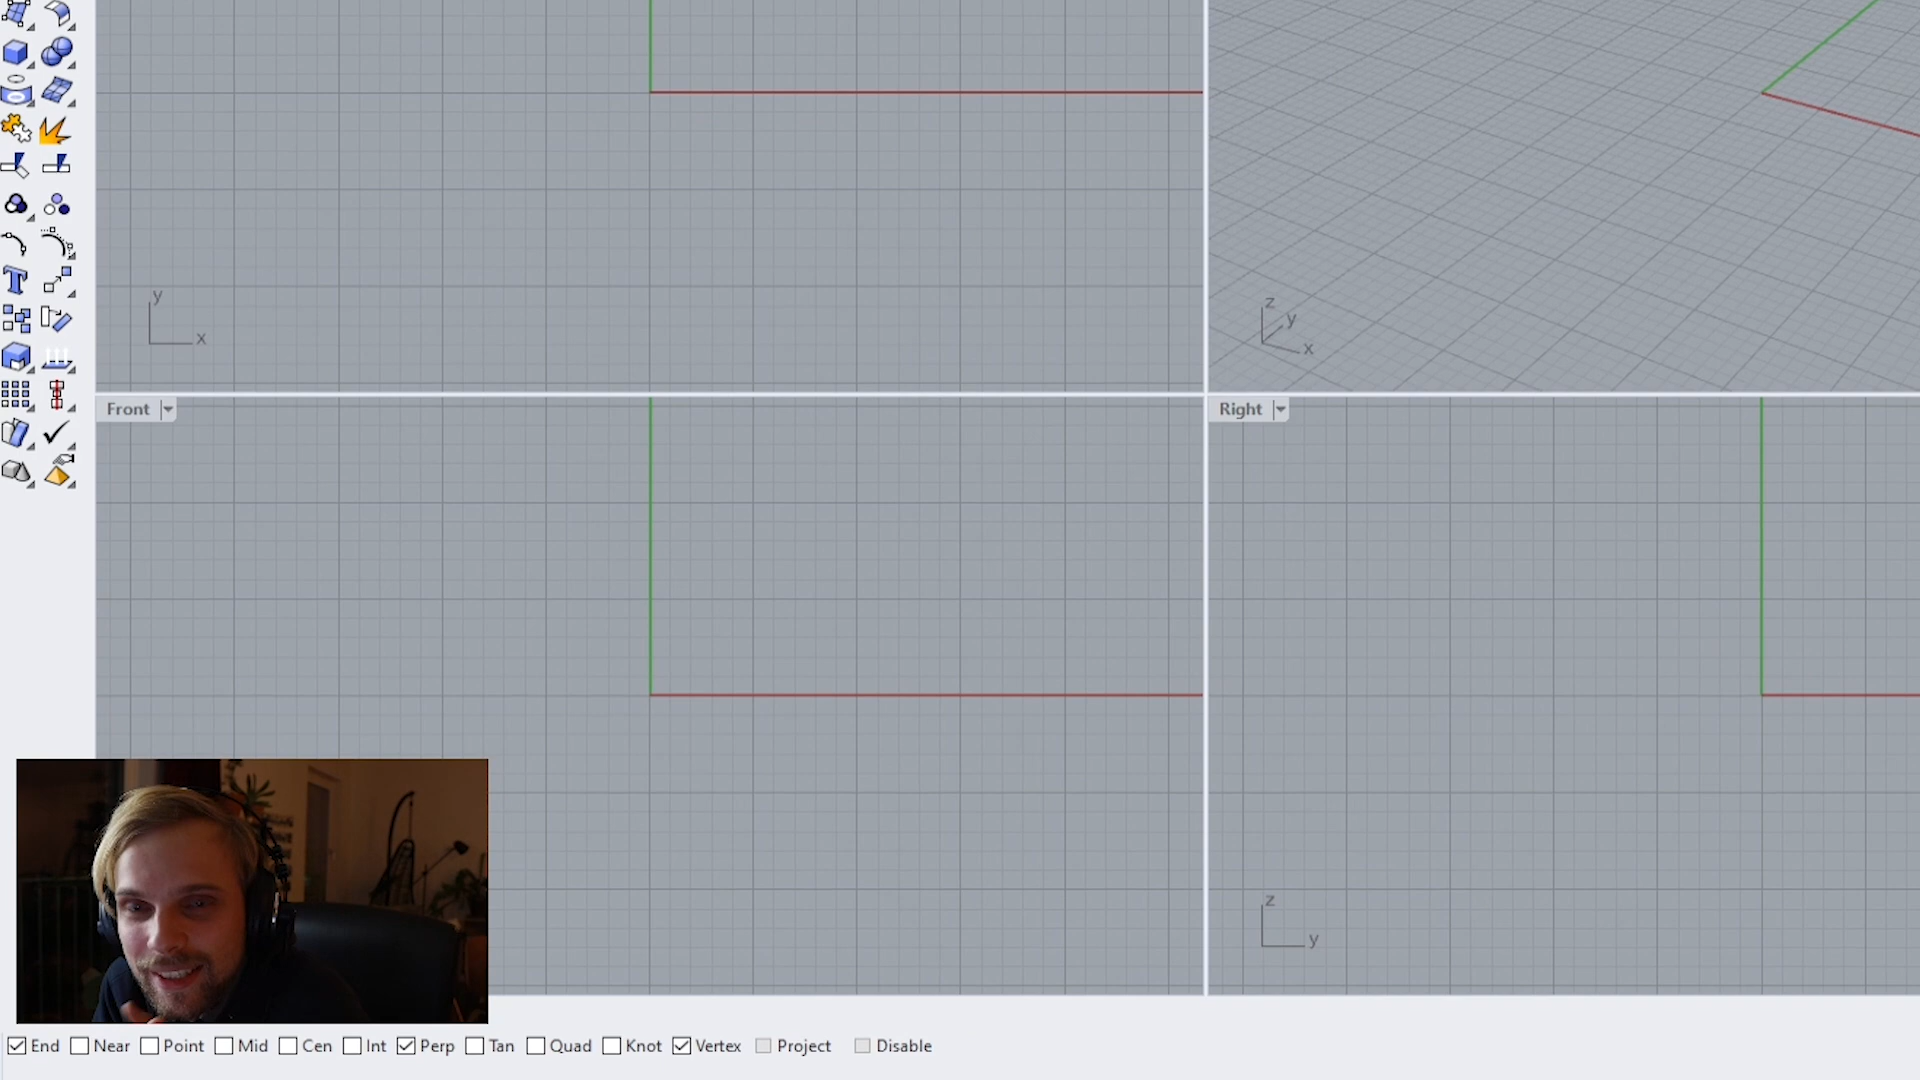 y
x
z
y
x
Front
Right
z
y
End Near Point Mid Cen Int Perp Tan Quad Knot Vertex Project Disable